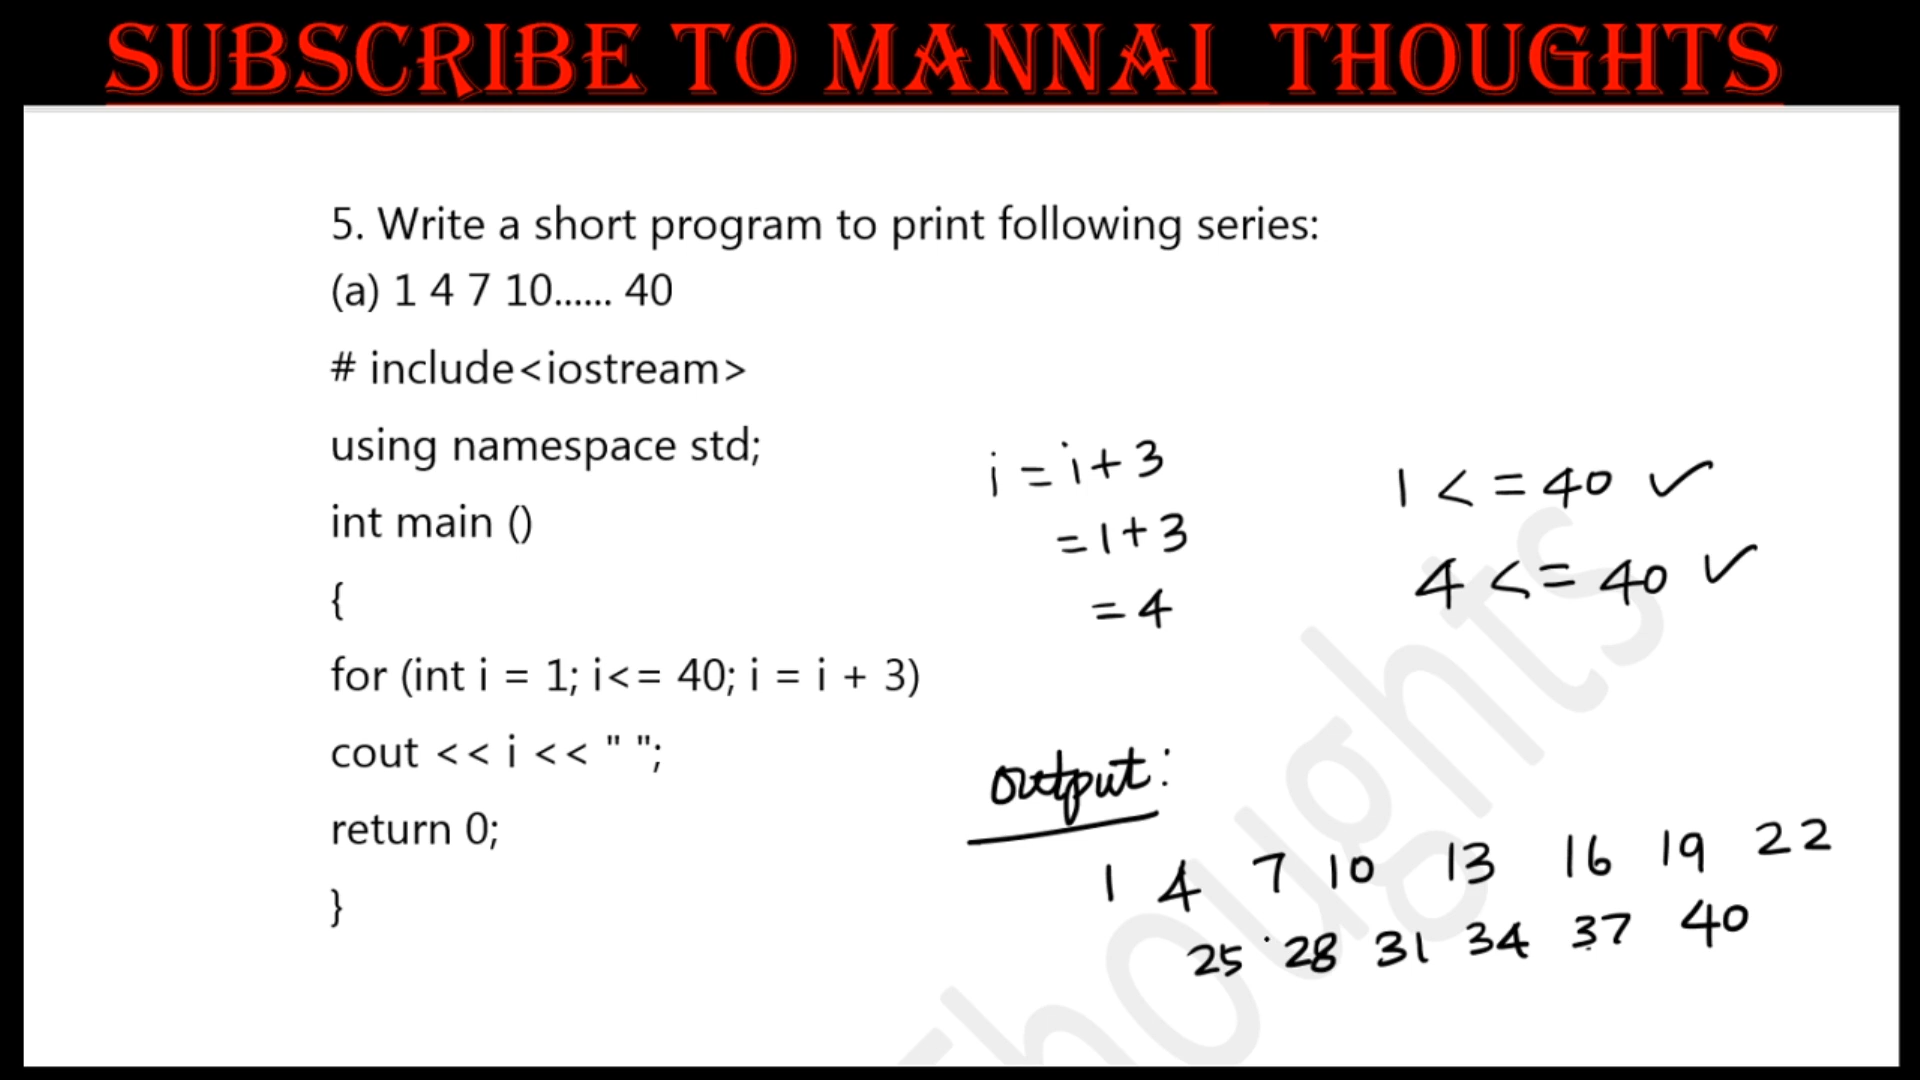 SUBSCRIBE TO MANNAI THOUGHTS
5. Write a short program to print following series:
(a) 1 4 7 10...... 40
# include<iostream>
using namespace std;
int main ()
{
for (int i = 1; i<= 40; i = i + 3)
cout << i << " ";
return 0;
}
i = i + 3
= 1 + 3
= 4
1 < = 40 ✓
4 < = 40 ✓
output:
1 4 7 10 13 16 19 22
25 28 31 34 37 40
Thoughts